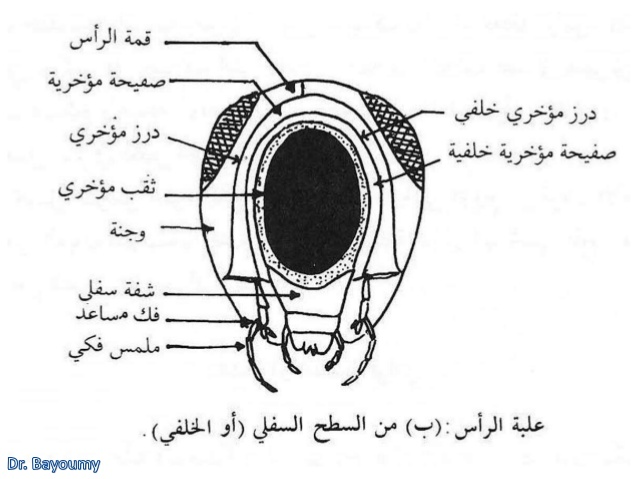 قمة الرأس
صفيحة مؤخرية
درز مؤخري
ثقب مؤخري
وجنة
شفة سفلى
فك مساعد
ملمس فكي
درز مؤخري خلفي
صفيحة مؤخرية خلفية
علبة الرأس: (ب) من السطح السفلي (أو الخلفي).
Dr. Bayoumy